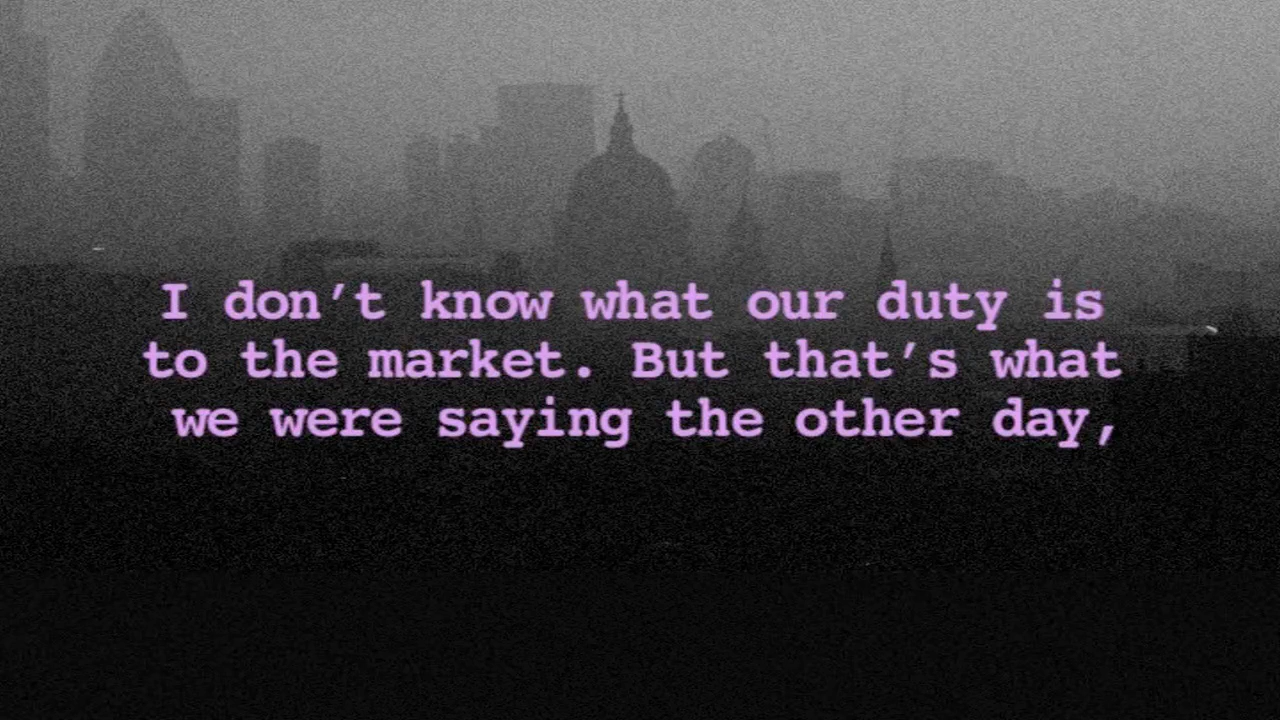 I don’t know what our duty is
to the market. But that’s what
we were saying the other day,